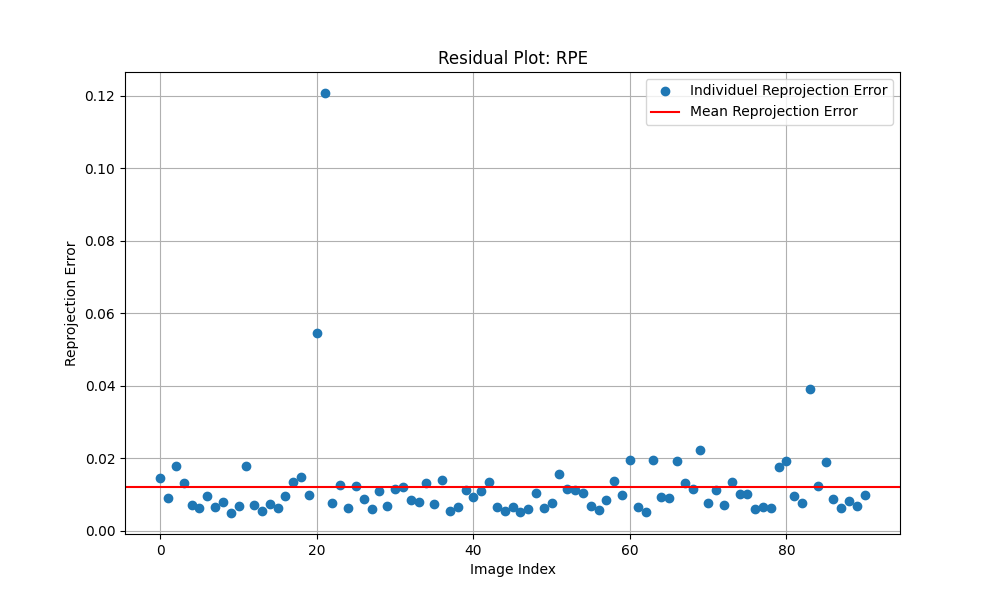 Residual Plot: RPE
Individuel Reprojection Error
Mean Reprojection Error
0.12
0.10
0.08
0.06
0.04
0.02
0.00
Reprojection Error
0 20 40 60 80
Image Index